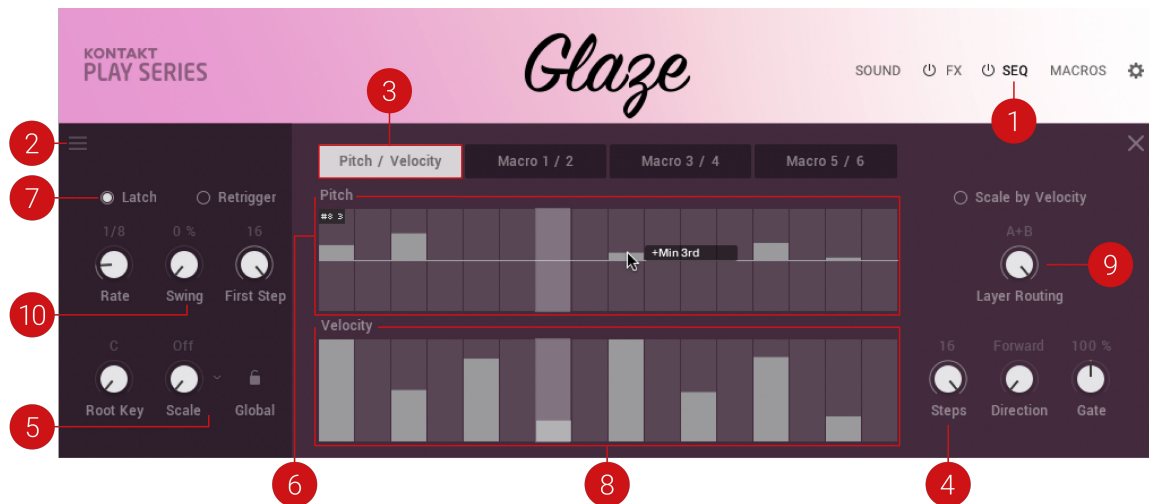 KONTAKT
PLAY SERIES
Glaze
SOUND FX SEQ MACROS
3
1
2
Pitch / Velocity Macro 1 / 2 Macro 3 / 4 Macro 5 / 6
7
Latch Retrigger
Pitch
Scale by Velocity
1/8 0 % 16
A+B
+Min 3rd
9
Rate Swing First Step
Layer Routing
10
Velocity
C Off
16 Forward 100 %
Root Key Scale Global
Steps Direction Gate
5
6
8
4